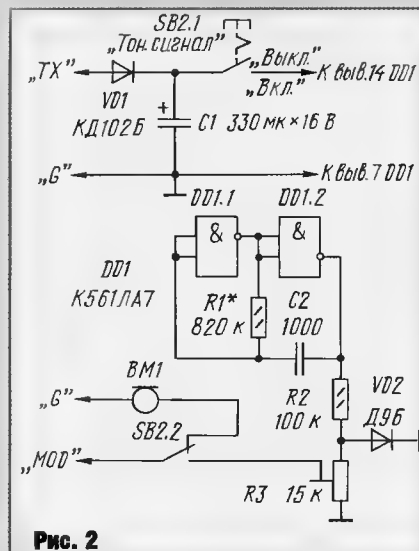 SB2.1
„Тон. сигнал"
„TX"
„Выкл."
„Вкл."
К выв. 14 DD1
VD1
КД102Б
+
C1 330 мк × 16 В
„G"
К выв. 7 DD1
DD1.1
DD1.2
&
&
DD1
К561ЛА7
R1*
820 к
C2
1000
BM1
„G"
R2
100 к
VD2
Д9Б
SB2.2
„MOD"
R3
15 к
Рис. 2